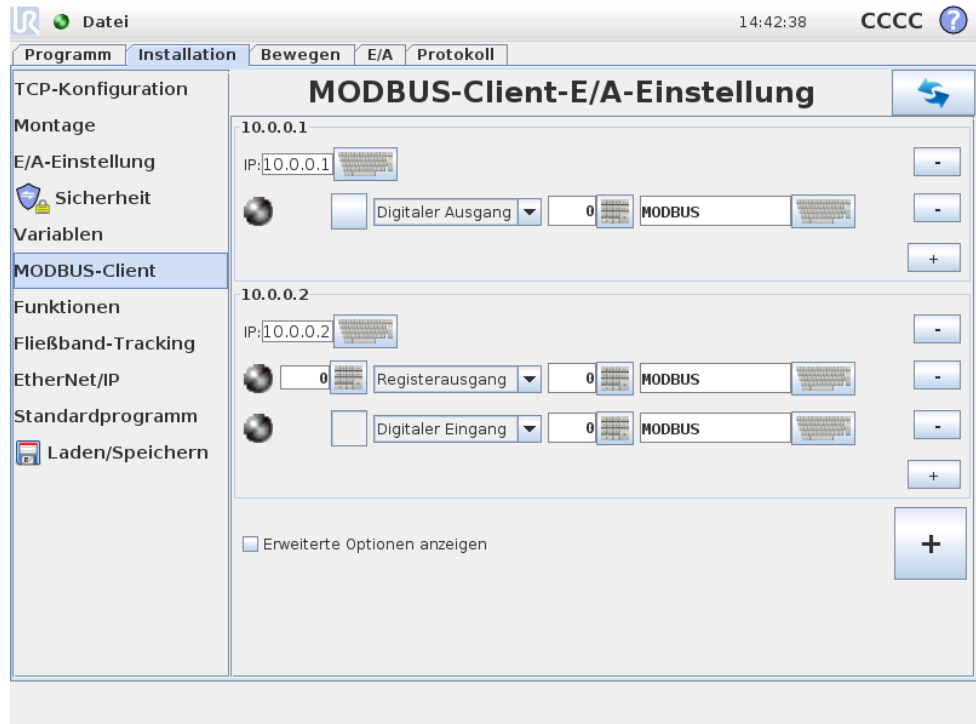 UR Datei 14:42:38 CCCC ?
Programm Installation Bewegen E/A Protokoll
TCP-Konfiguration
Montage
E/A-Einstellung
Sicherheit
Variablen
MODBUS-Client
Funktionen
Fließband-Tracking
EtherNet/IP
Standardprogramm
Laden/Speichern
MODBUS-Client-E/A-Einstellung
10.0.0.1
IP: 10.0.0.1 -
Digitaler Ausgang 0 MODBUS -
+
10.0.0.2
IP: 10.0.0.2 -
0 Registerausgang 0 MODBUS -
Digitaler Eingang 0 MODBUS -
+
Erweiterte Optionen anzeigen +